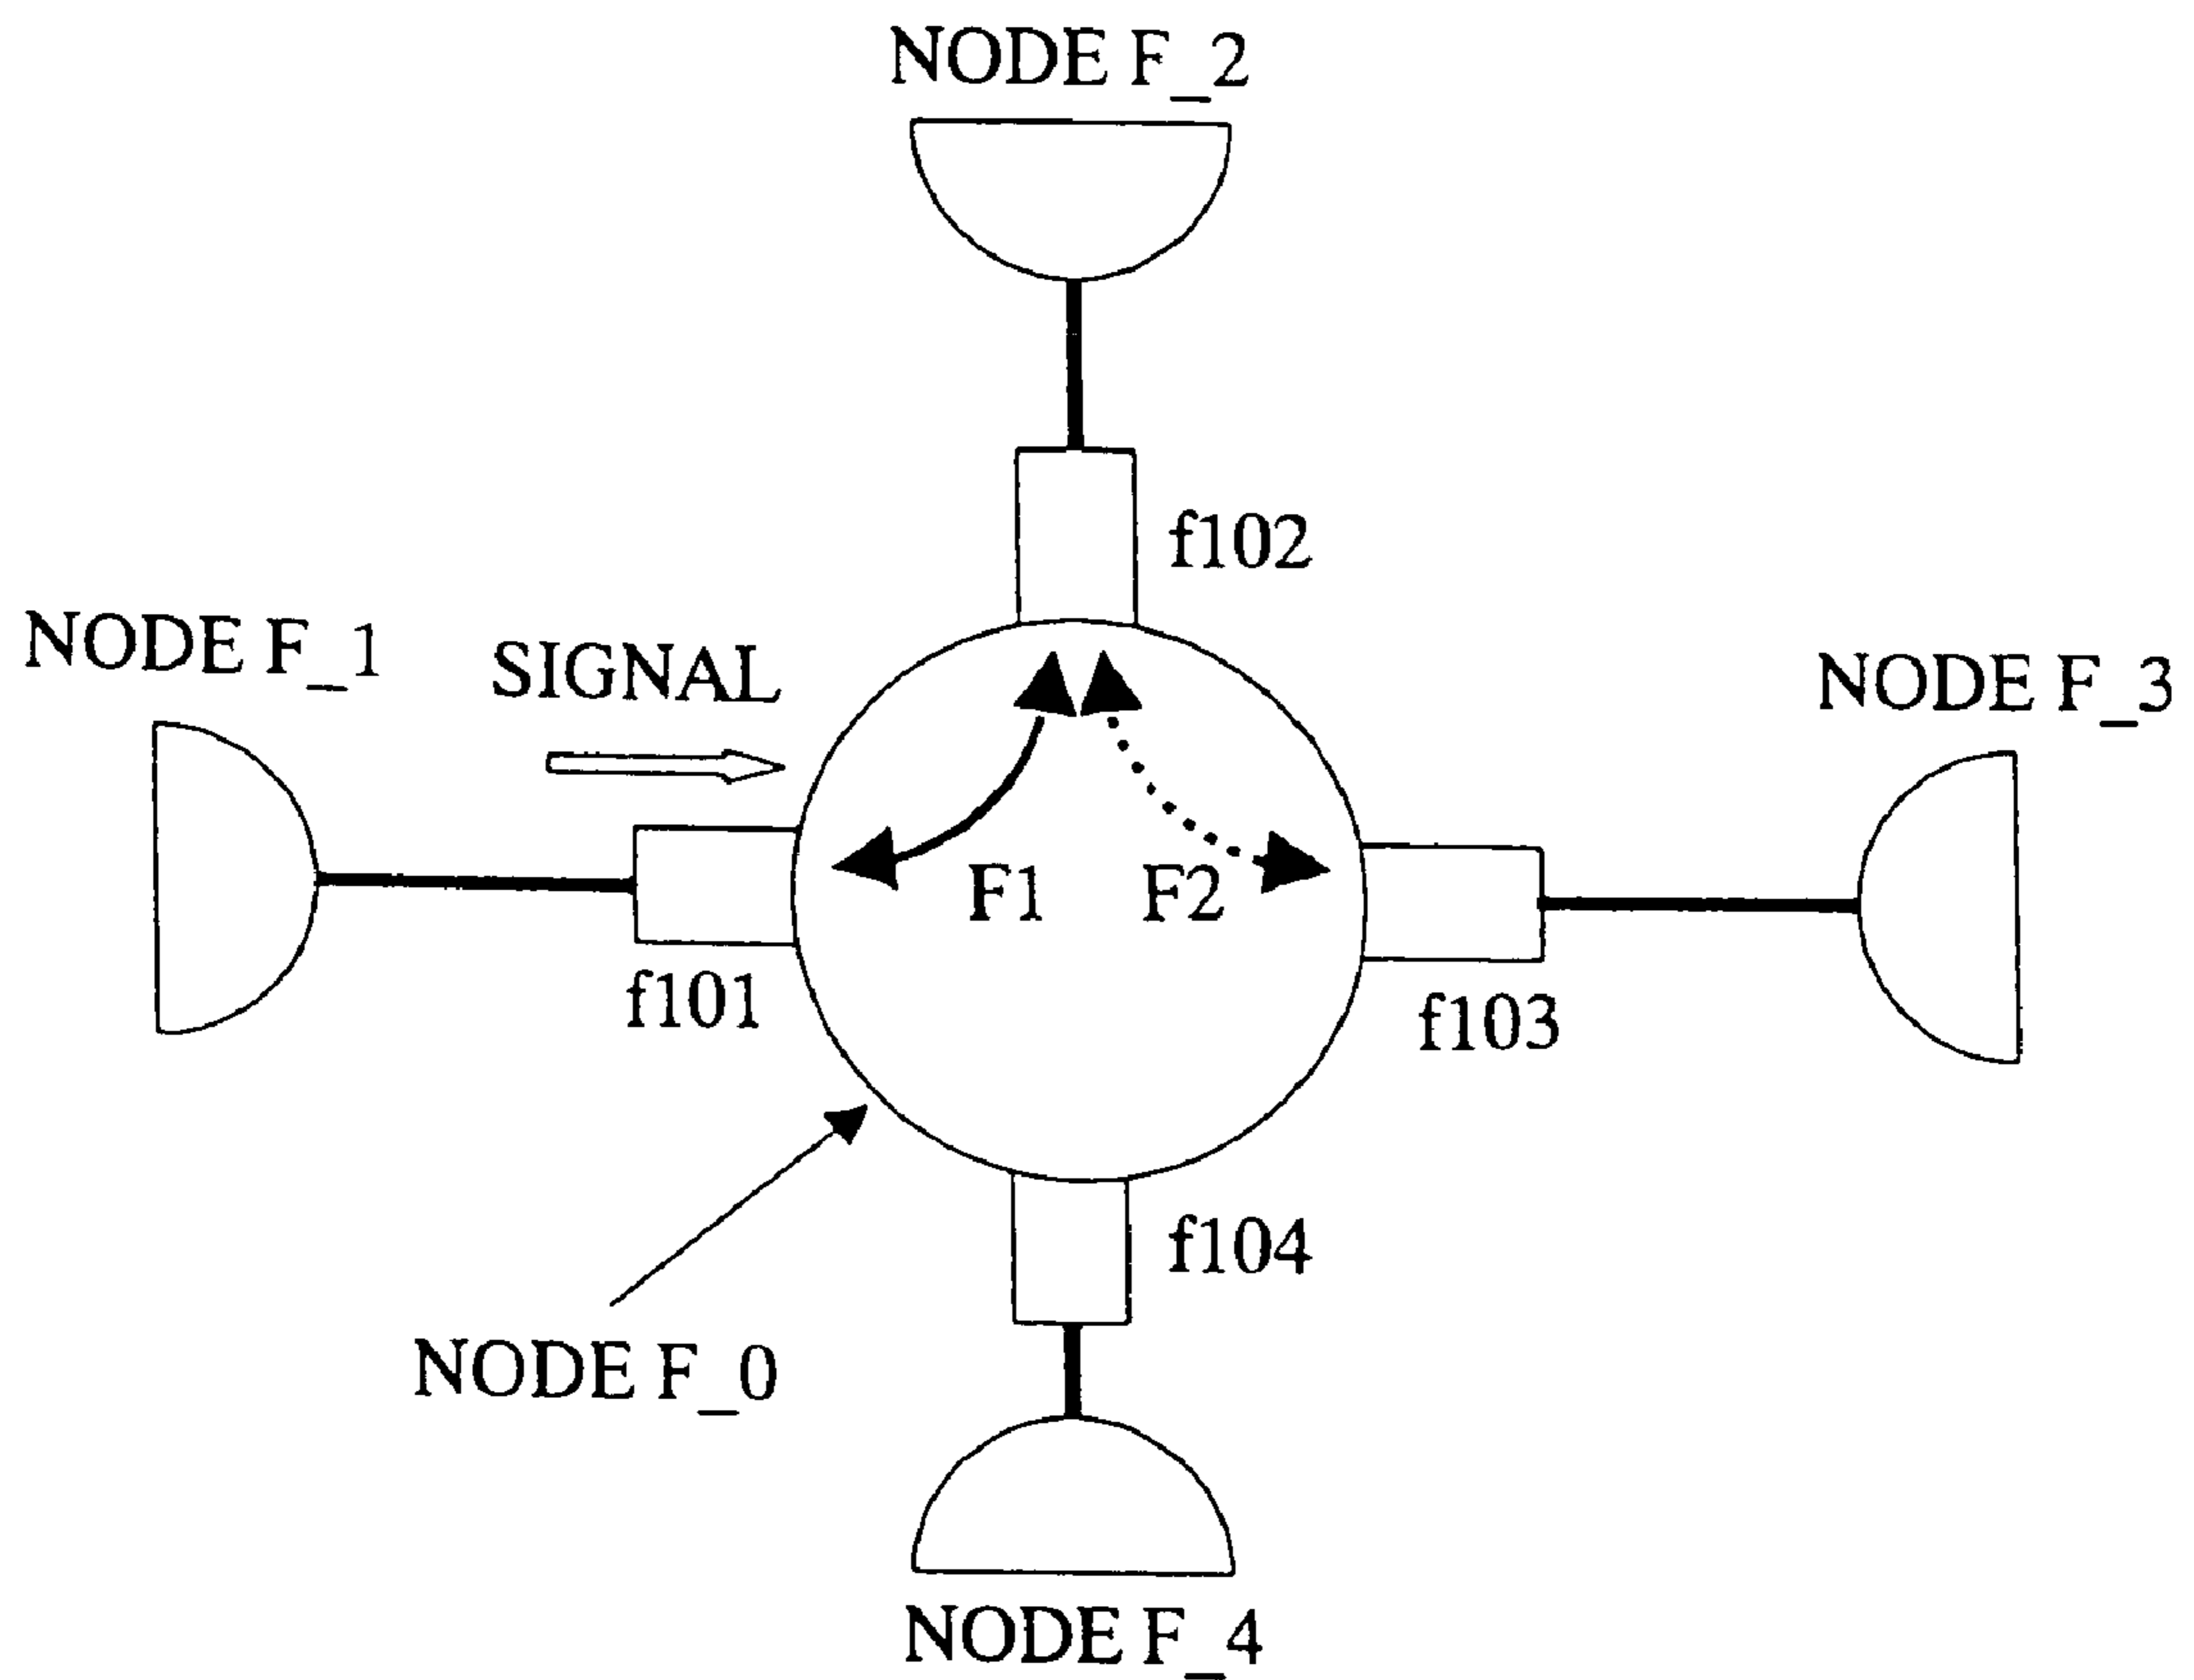 NODE F_2
f102
NODE F_1
SIGNAL
NODE F_3
F1
F2
f101
f103
f104
NODE F_0
NODE F_4